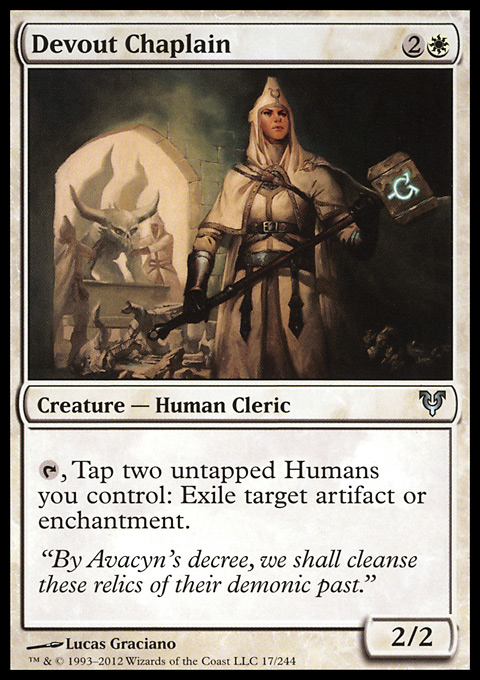 Devout Chaplain 2
Creature — Human Cleric
, Tap two untapped Humans
you control: Exile target artifact or
enchantment.
“By Avacyn’s decree, we shall cleanse
these relics of their demonic past.”
2/2
Lucas Graciano
™ & © 1993–2012 Wizards of the Coast LLC 17/244